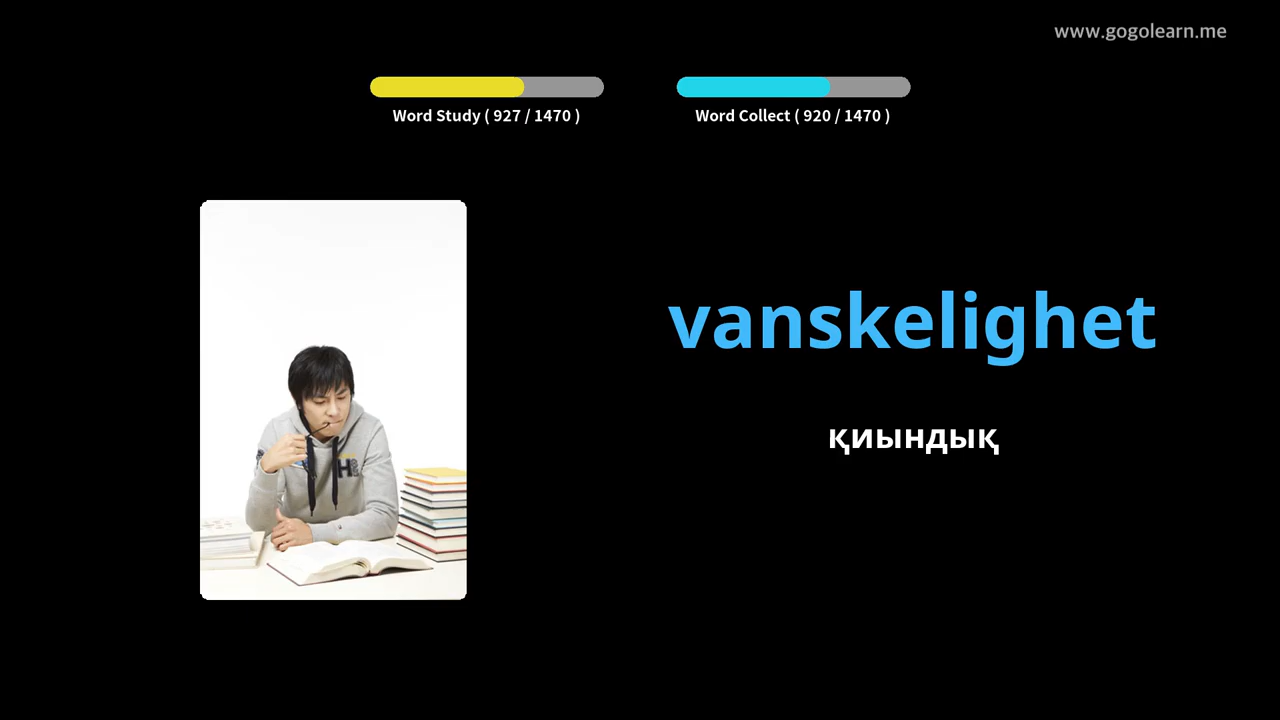 www.gogolearn.me
Word Study ( 927 / 1470 )
Word Collect ( 920 / 1470 )
vanskelighet
қиындық
H